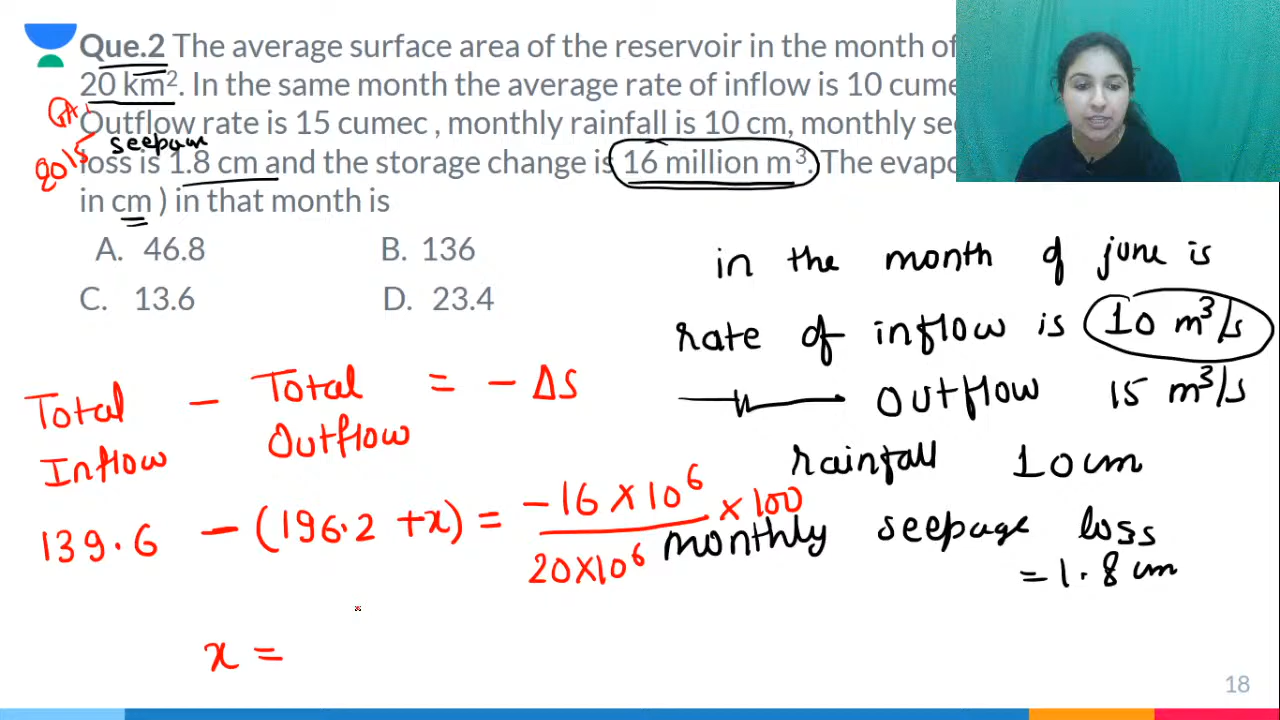 Que.2 The average surface area of the reservoir in the month of
20 km². In the same month the average rate of inflow is 10 cume
Outflow rate is 15 cumec , monthly rainfall is 10 cm, monthly se
seepage
2015
loss is 1.8 cm and the storage change is 16 million m³. The evapo
in cm ) in that month is
A. 46.8 B. 136
C. 13.6 D. 23.4
in the month of june is
rate of inflow is 10 m³/s
outflow 15 m³/s
rainfall 10cm
monthly seepage loss
= 1.8 cm
Total Inflow - Total Outflow = - ΔS
139.6 - (196.2 + x) = -16 × 10⁶ / 20×10⁶ × 100
x =
18